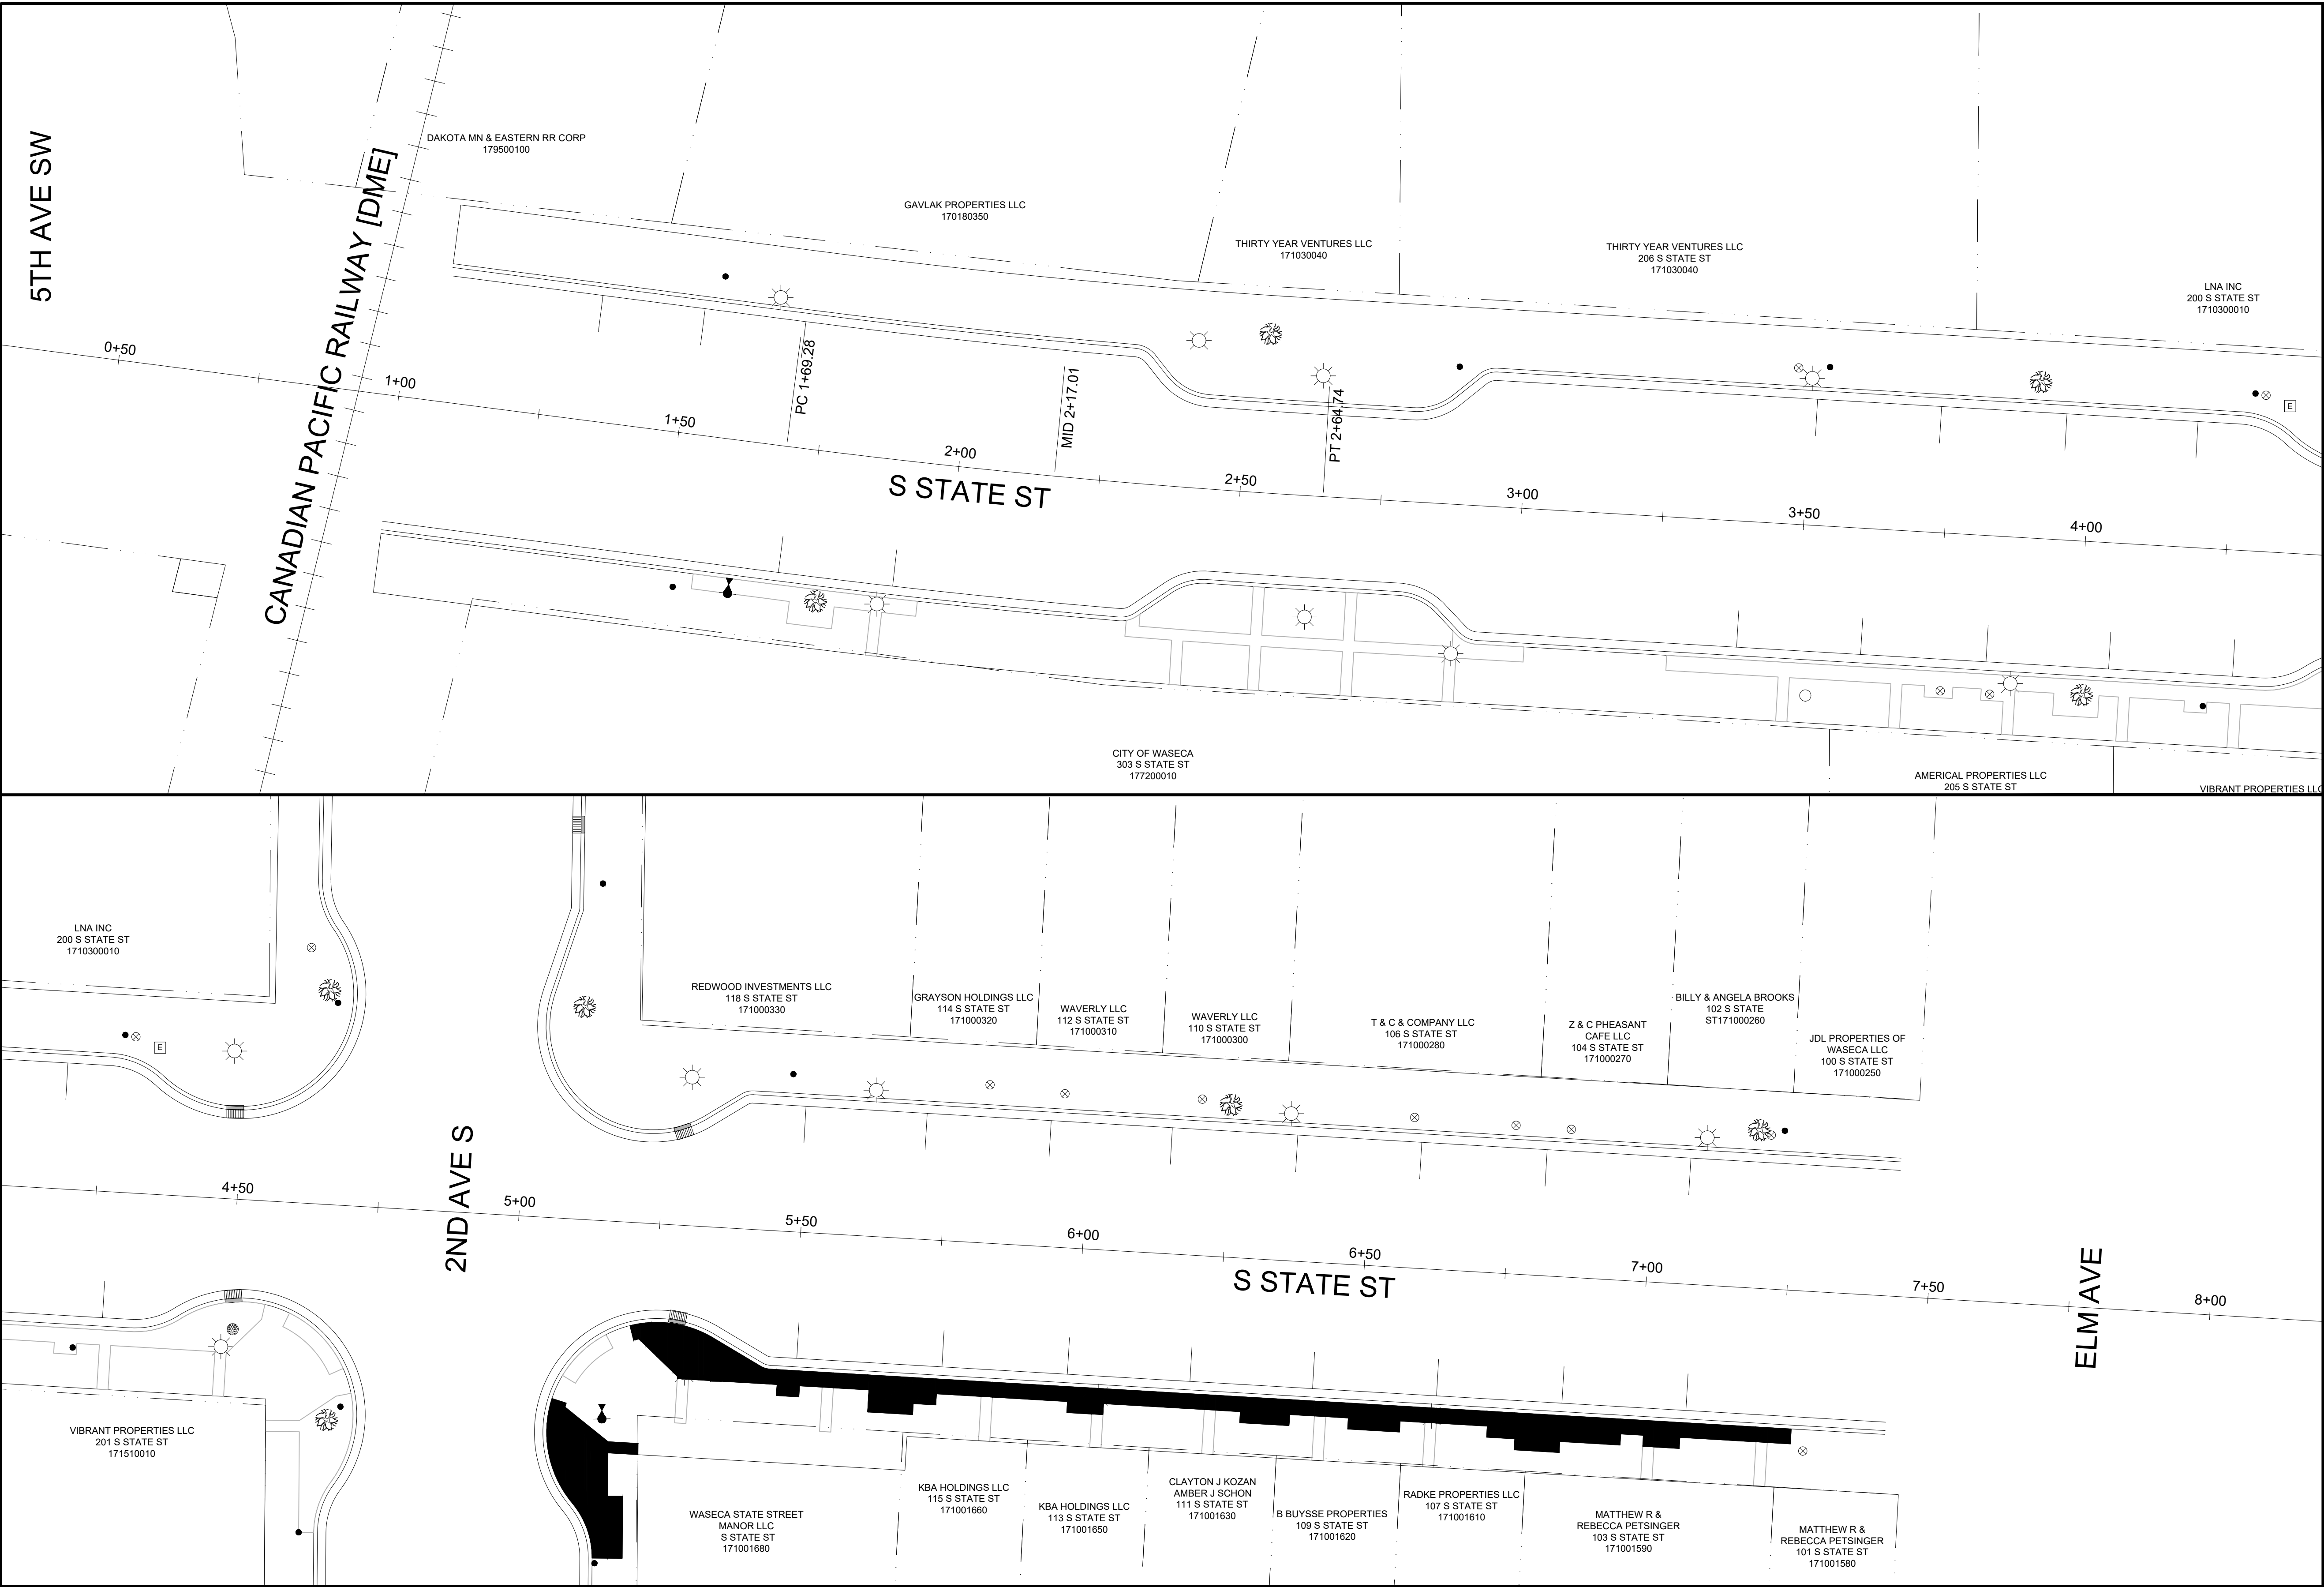 5TH AVE SW
CANADIAN PACIFIC RAILWAY [DME]
DAKOTA MN & EASTERN RR CORP
179500100
GAVLAK PROPERTIES LLC
170180350
THIRTY YEAR VENTURES LLC
171030040
THIRTY YEAR VENTURES LLC
206 S STATE ST
171030040
LNA INC
200 S STATE ST
1710300010
E
0+50
1+00
1+50
2+00
2+50
3+00
3+50
4+00
PC 1+69.28
MID 2+17.01
PT 2+64.74
S STATE ST
CITY OF WASECA
303 S STATE ST
177200010
AMERICAL PROPERTIES LLC
205 S STATE ST
VIBRANT PROPERTIES LLC
LNA INC
200 S STATE ST
1710300010
E
REDWOOD INVESTMENTS LLC
118 S STATE ST
171000330
GRAYSON HOLDINGS LLC
114 S STATE ST
171000320
WAVERLY LLC
112 S STATE ST
171000310
WAVERLY LLC
110 S STATE ST
171000300
T & C & COMPANY LLC
106 S STATE ST
171000280
Z & C PHEASANT
CAFE LLC
104 S STATE ST
171000270
BILLY & ANGELA BROOKS
102 S STATE
ST171000260
JDL PROPERTIES OF
WASECA LLC
100 S STATE ST
171000250
2ND AVE S
4+50
5+00
5+50
6+00
6+50
7+00
7+50
8+00
S STATE ST
ELM AVE
VIBRANT PROPERTIES LLC
201 S STATE ST
171510010
WASECA STATE STREET
MANOR LLC
S STATE ST
171001680
KBA HOLDINGS LLC
115 S STATE ST
171001660
KBA HOLDINGS LLC
113 S STATE ST
171001650
CLAYTON J KOZAN
AMBER J SCHON
111 S STATE ST
171001630
B BUYSSE PROPERTIES
109 S STATE ST
171001620
RADKE PROPERTIES LLC
107 S STATE ST
171001610
MATTHEW R &
REBECCA PETSINGER
103 S STATE ST
171001590
MATTHEW R &
REBECCA PETSINGER
101 S STATE ST
171001580